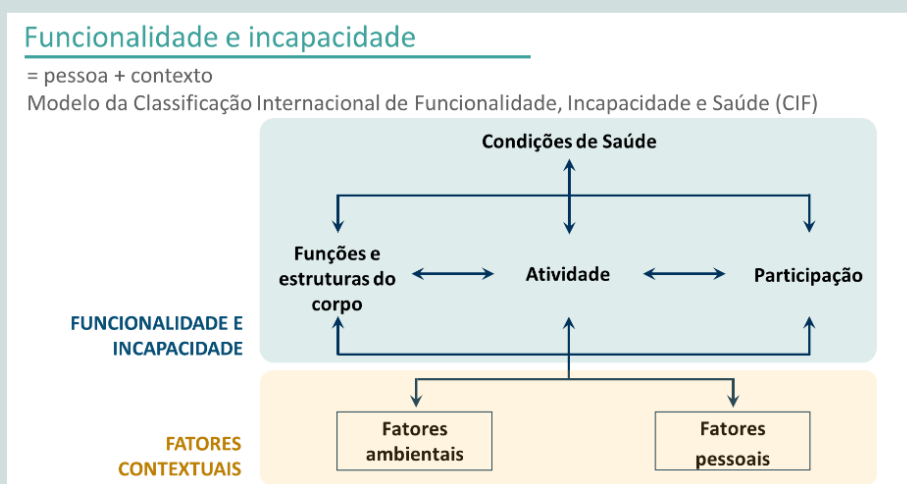 Funcionalidade e incapacidade
= pessoa + contexto
Modelo da Classificação Internacional de Funcionalidade, Incapacidade e Saúde (CIF)
Condições de Saúde
Funções e
estruturas do
corpo
Atividade
Participação
FUNCIONALIDADE E
INCAPACIDADE
Fatores
ambientais
Fatores
pessoais
FATORES
CONTEXTUAIS